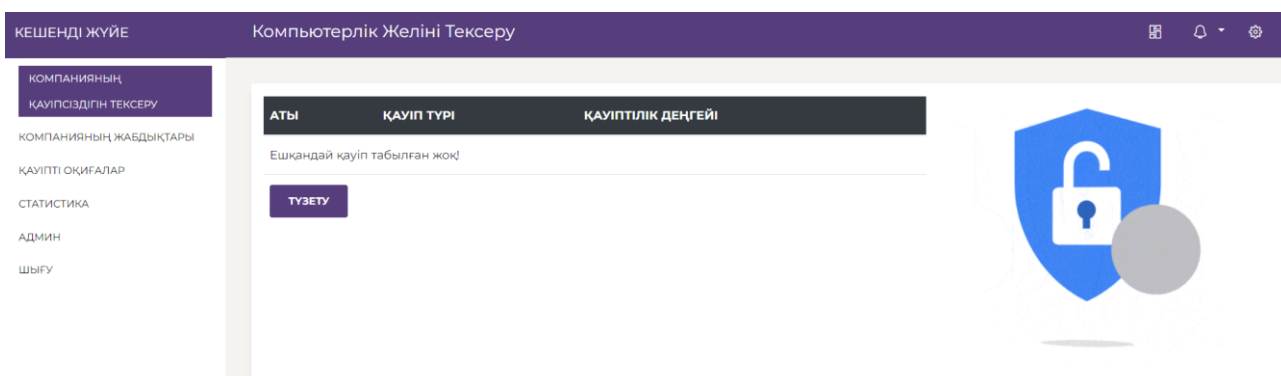 КЕШЕНДІ ЖҮЙЕ
Компьютерлік Желіні Тексеру
КОМПАНИЯНЫҢ
ҚАУІПСІЗДІГІН ТЕКСЕРУ
КОМПАНИЯНЫҢ ЖАБДЫҚТАРЫ
ҚАУІПТІ ОҚИҒАЛАР
СТАТИСТИКА
АДМИН
ШЫҒУ
АТЫ ҚАУІП ТҮРІ ҚАУІПТІЛІК ДЕҢГЕЙІ
Ешқандай қауіп табылған жоқ!
ТҮЗЕТУ